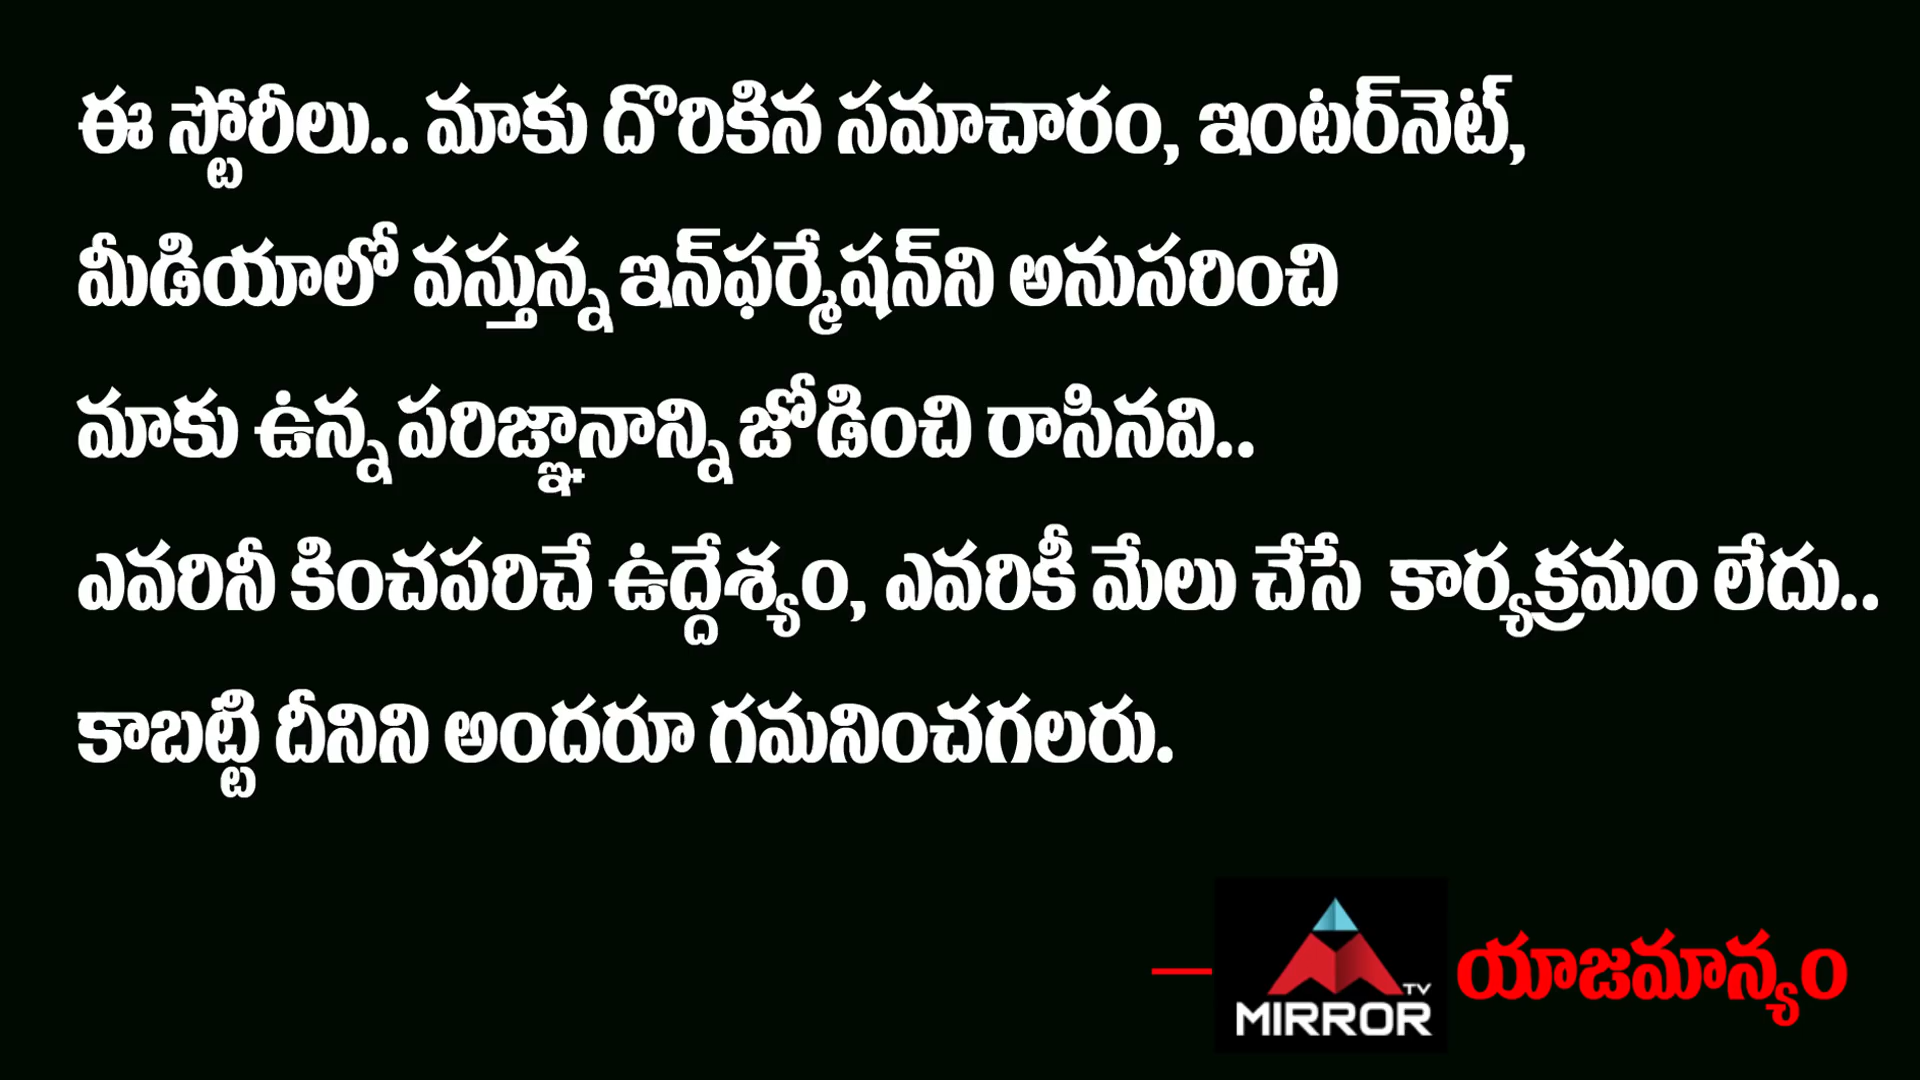 ఈ స్టోరీలు.. మాకు దొరికిన సమాచారం, ఇంటర్‌నెట్,
మీడియాలో వస్తున్న ఇన్‌ఫర్మేషన్‌ని అనుసరించి
మాకు ఉన్న పరిజ్ఞానాన్ని జోడించి రాసినవి..
ఎవరినీ కించపరిచే ఉద్దేశ్యం, ఎవరికీ మేలు చేసే కార్యక్రమం లేదు..
కాబట్టి దీనిని అందరూ గమనించగలరు.
— MIRROR TV యాజమాన్యం